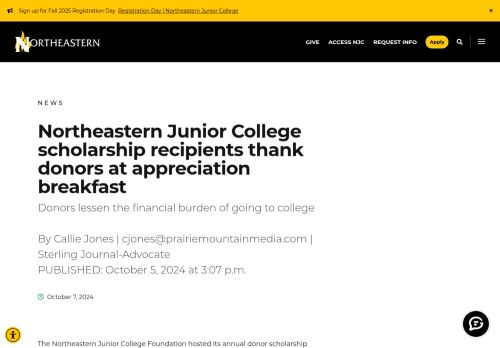 Sign up for Fall 2025 Registration Day Registration Day | Northeastern Junior College ×
NORTHEASTERN
GIVE ACCESS NJC REQUEST INFO Apply
NEWS
Northeastern Junior College
scholarship recipients thank
donors at appreciation
breakfast
Donors lessen the financial burden of going to college
By Callie Jones | cjones@prairiemountainmedia.com |
Sterling Journal-Advocate
PUBLISHED: October 5, 2024 at 3:07 p.m.
October 7, 2024
The Northeastern Junior College Foundation hosted its annual donor scholarship